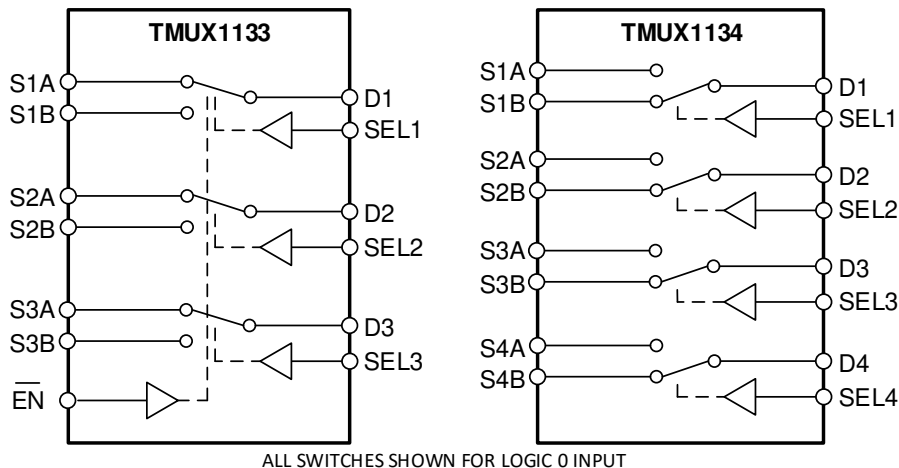 TMUX1133
S1A
S1B
D1
SEL1
S2A
S2B
D2
SEL2
S3A
S3B
D3
SEL3
EN
TMUX1134
S1A
S1B
D1
SEL1
S2A
S2B
D2
SEL2
S3A
S3B
D3
SEL3
S4A
S4B
D4
SEL4
ALL SWITCHES SHOWN FOR LOGIC 0 INPUT